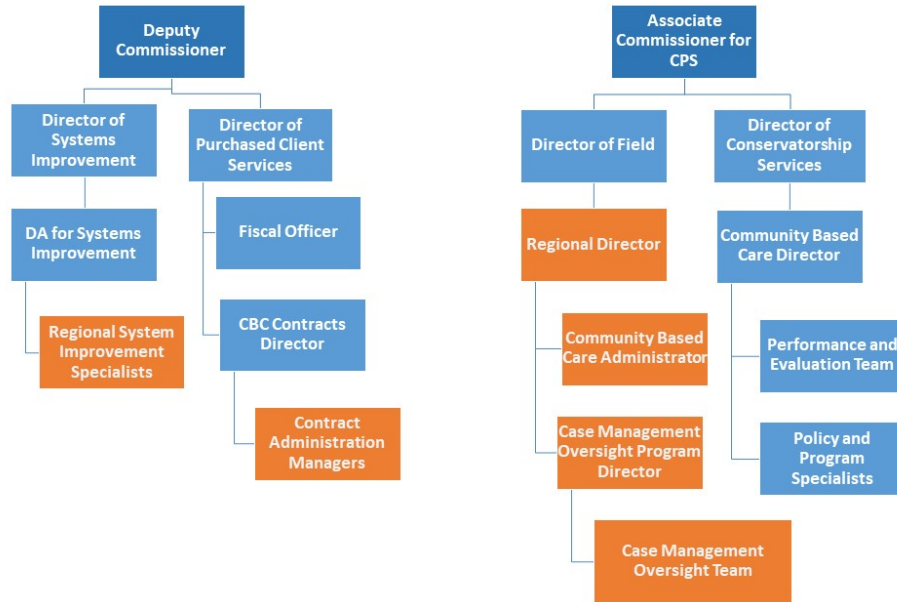 Deputy
Commissioner
Director of
Systems
Improvement
Director of
Purchased Client
Services
DA for Systems
Improvement
Fiscal Officer
Regional System
Improvement
Specialists
CBC Contracts
Director
Contract
Administration
Managers
Associate
Commissioner for
CPS
Director of Field
Director of
Conservatorship
Services
Regional Director
Community Based
Care Director
Community Based
Care Administrator
Performance and
Evaluation Team
Case Management
Oversight Program
Director
Policy and
Program
Specialists
Case Management
Oversight Team